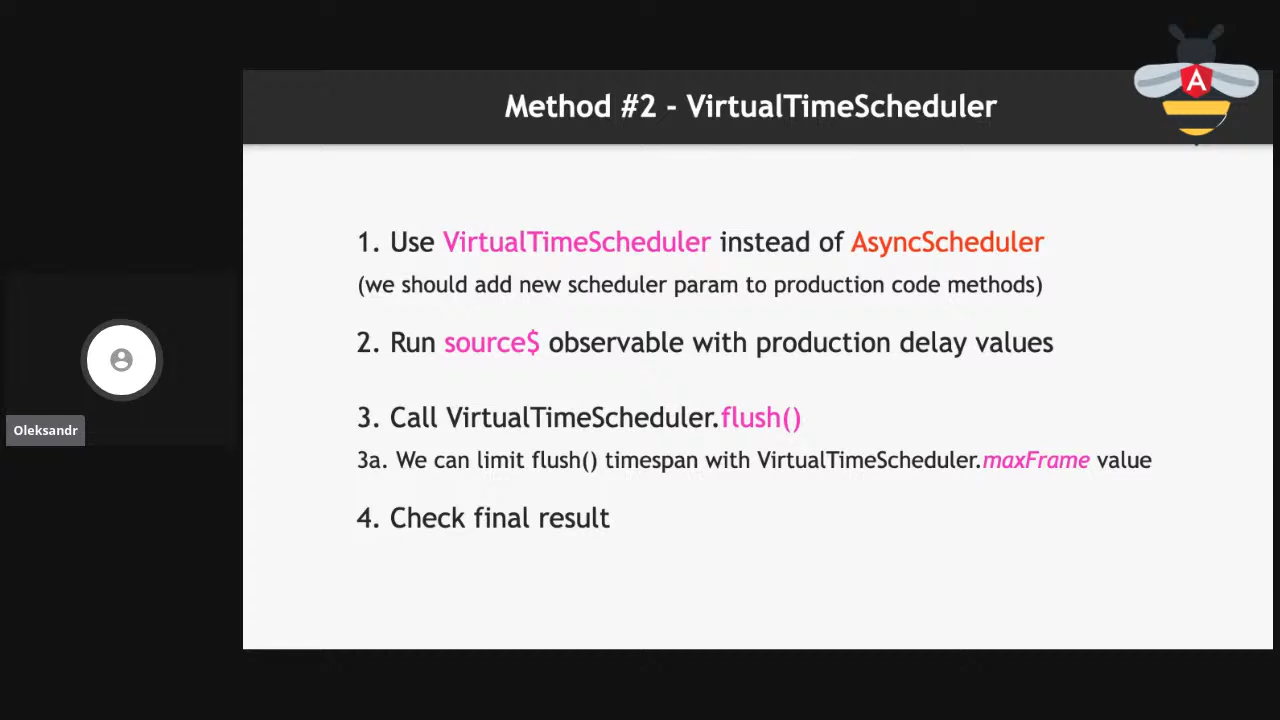 Method #2 - VirtualTimeScheduler
A
1. Use VirtualTimeScheduler instead of AsyncScheduler
(we should add new scheduler param to production code methods)
2. Run source$ observable with production delay values
3. Call VirtualTimeScheduler.flush()
3a. We can limit flush() timespan with VirtualTimeScheduler.maxFrame value
4. Check final result
Oleksandr